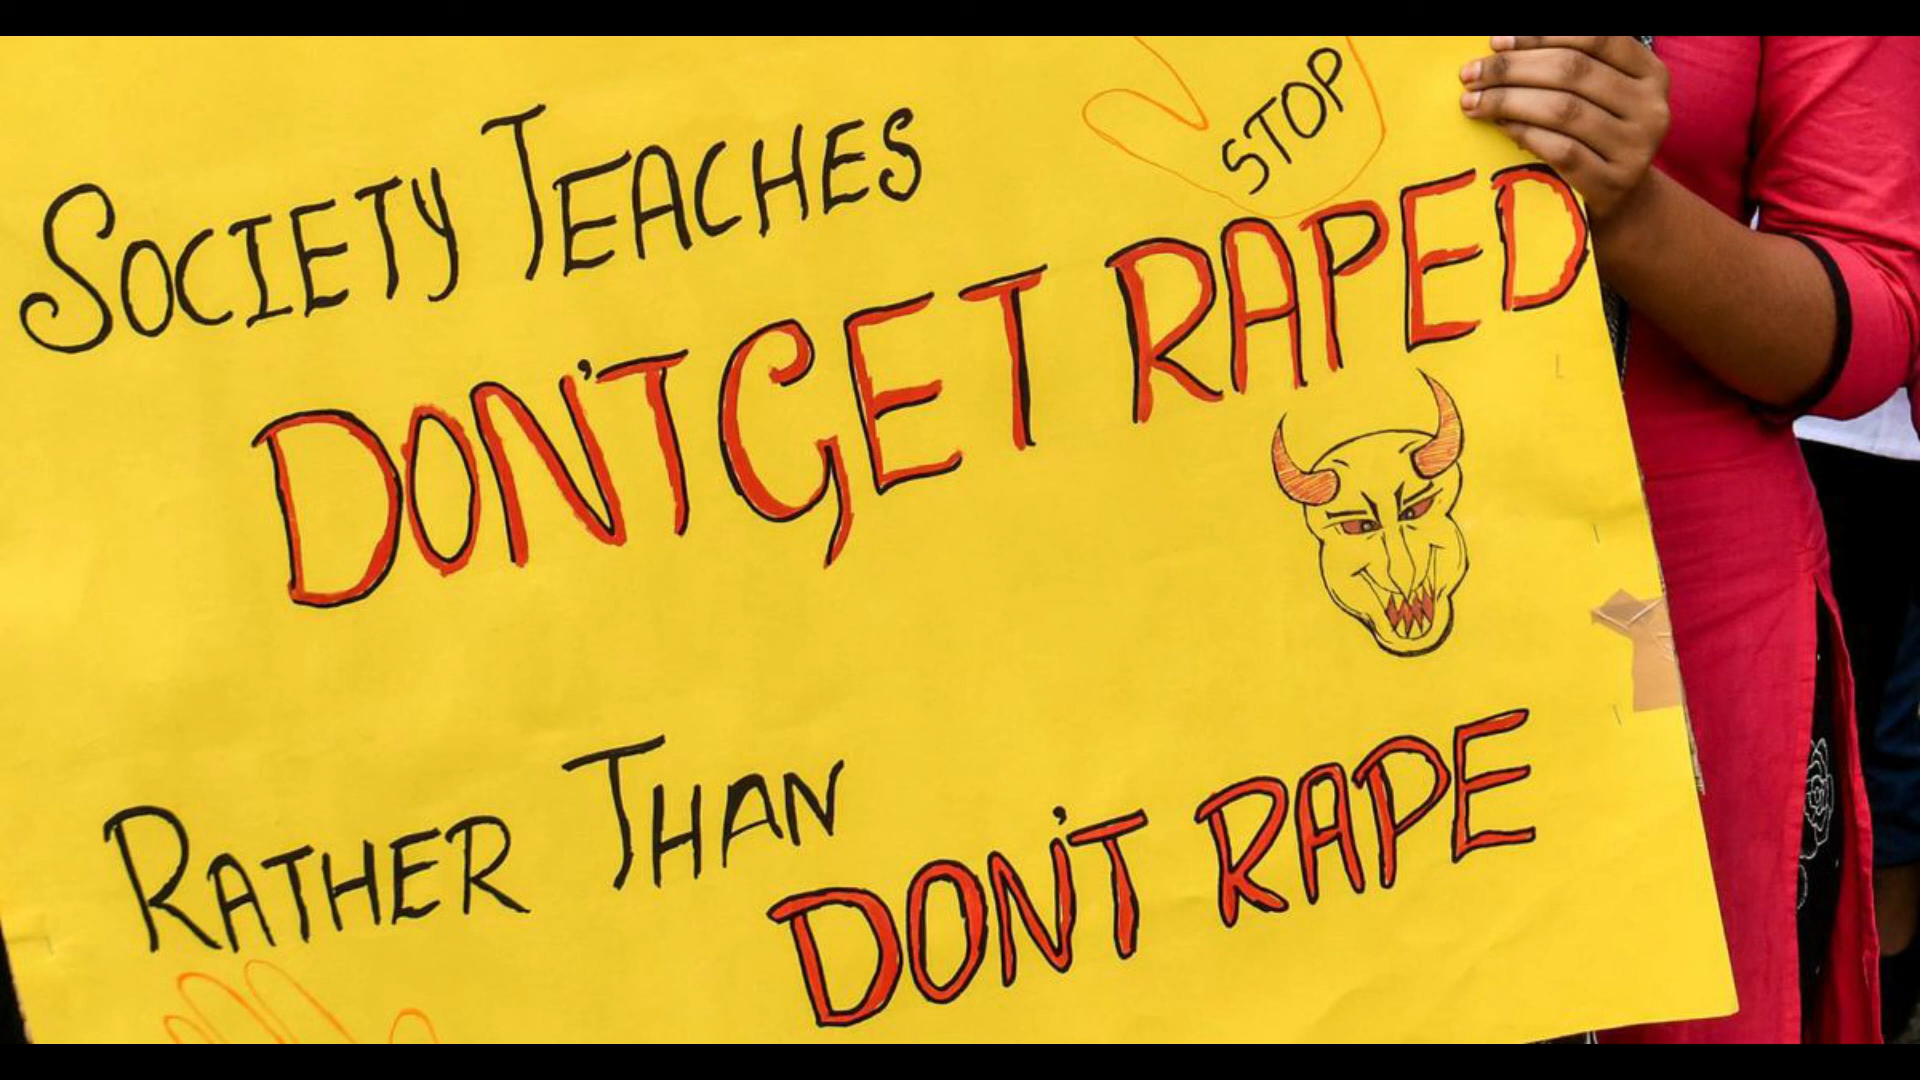 STOP
SOCIETY TEACHES
DON'T GET RAPED
RATHER THAN
DON'T RAPE